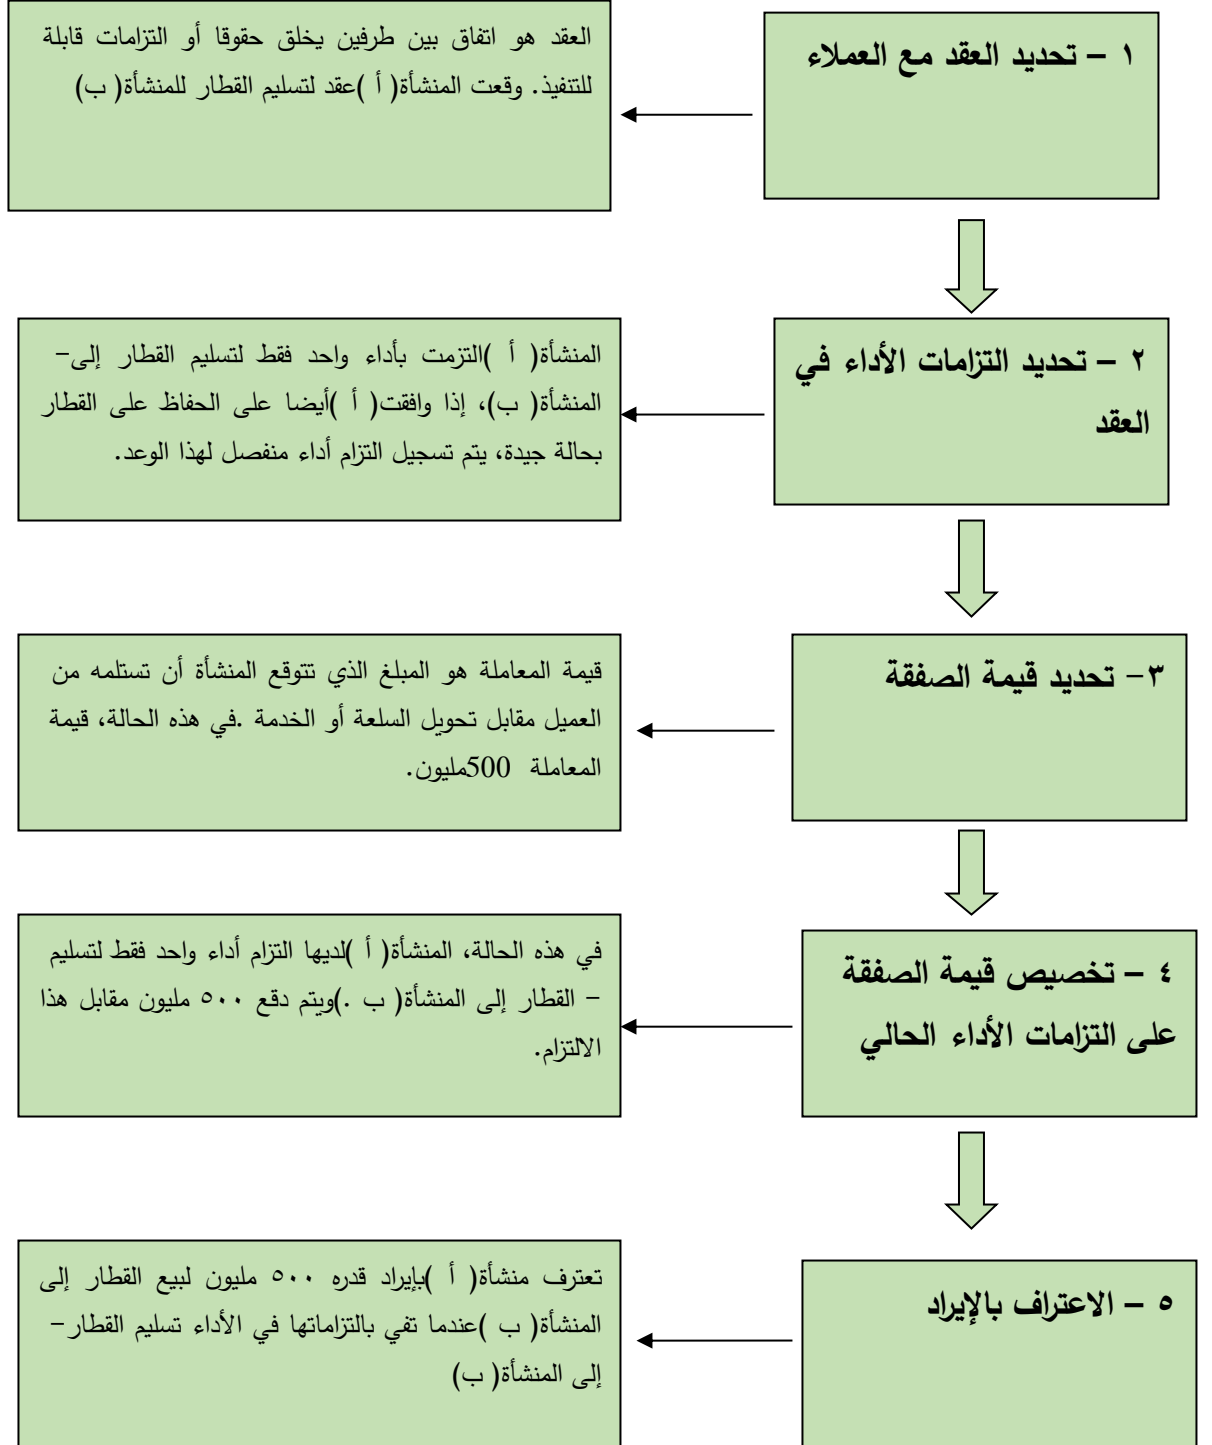 ١ – تحديد العقد مع العملاء
العقد هو اتفاق بين طرفين يخلق حقوقا أو التزامات قابلة
للتنفيذ. وقعت المنشأة( أ )عقد لتسليم القطار للمنشأة( ب)
٢ – تحديد التزامات الأداء في
العقد
المنشأة( أ )التزمت بأداء واحد فقط لتسليم القطار إلى-
المنشأة( ب)، إذا وافقت( أ )أيضا على الحفاظ على القطار
بحالة جيدة، يتم تسجيل التزام أداء منفصل لهذا الوعد.
٣- تحديد قيمة الصفقة
قيمة المعاملة هو المبلغ الذي تتوقع المنشأة أن تستلمه من
العميل مقابل تحويل السلعة أو الخدمة .في هذه الحالة، قيمة
المعاملة 500مليون.
٤ – تخصيص قيمة الصفقة
على التزامات الأداء الحالي
في هذه الحالة، المنشأة( أ )لديها التزام أداء واحد فقط لتسليم
- القطار إلى المنشأة( ب .)ويتم دقع ٥٠٠ مليون مقابل هذا
الالتزام.
٥ – الاعتراف بالإيراد
تعترف منشأة( أ )بإيراد قدره ٥٠٠ مليون لبيع القطار إلى
المنشأة( ب )عندما تفي بالتزاماتها في الأداء تسليم القطار-
إلى المنشأة( ب)